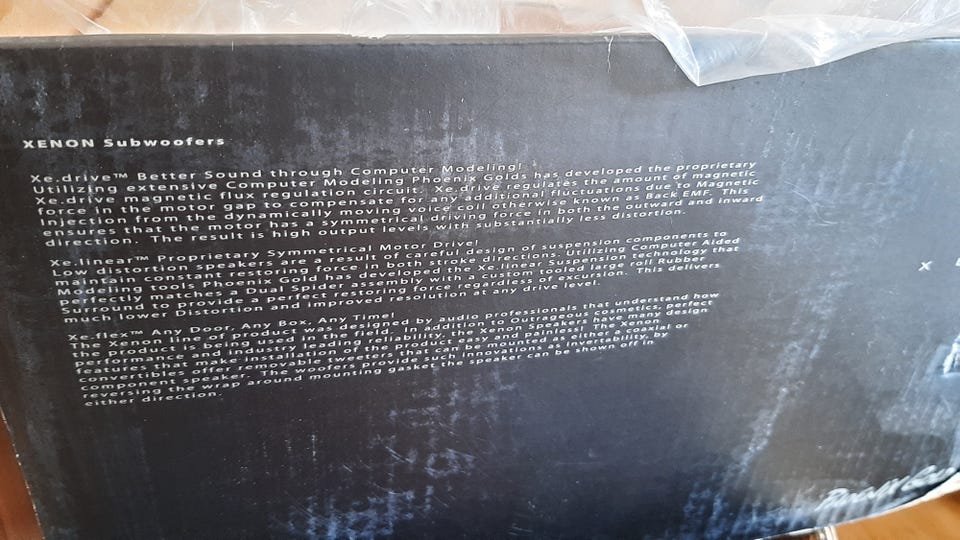 XENON Subwoofers
Xe.drive™ Better Sound through Computer Modeling!
Utilizing extensive Computer Modeling Phoenix Golds has developed the proprietary
Xe.drive magnetic flux regulation circuit. Xe.drive regulates the amount of magnetic
force in the motor gap to compensate for any additional fluctuations due to Magnetic
Injection from the dynamically moving voice coil otherwise known as Back EMF. This
ensures that the motor has a symmetrical driving force in both the outward and inward
direction. The result is high output levels with substantially less distortion.
Xe.linear™ Proprietary Symmetrical Motor Drive!
Low distortion speakers are a result of careful design of suspension components to
maintain constant restoring force in both stroke directions. Utilizing Computer Aided
Modeling tools Phoenix Gold has developed the Xe.linear Suspension technology that
perfectly matches a Dual Spider assembly with a custom tooled large roll Rubber
Surround to provide a perfect restoring force regardless of excursion. This delivers
much lower Distortion and improved resolution at any drive level.
Xe.flex™ Any Door, Any Box, Any Time!
The Xenon line of product was designed by audio professionals that understand how
the product is being used in the field. In addition to Outrageous cosmetics, perfect
performance and industry leading reliability the Xenon Speakers have many design
features that make installation of the product easy and painless! The Xenon
convertibles offer removable tweeters that can be mounted as either a coaxial or
component speaker. The woofers provide such innovations as Invertability, by
reversing the wrap around mounting gasket the speaker can be shown off in
either direction.
X